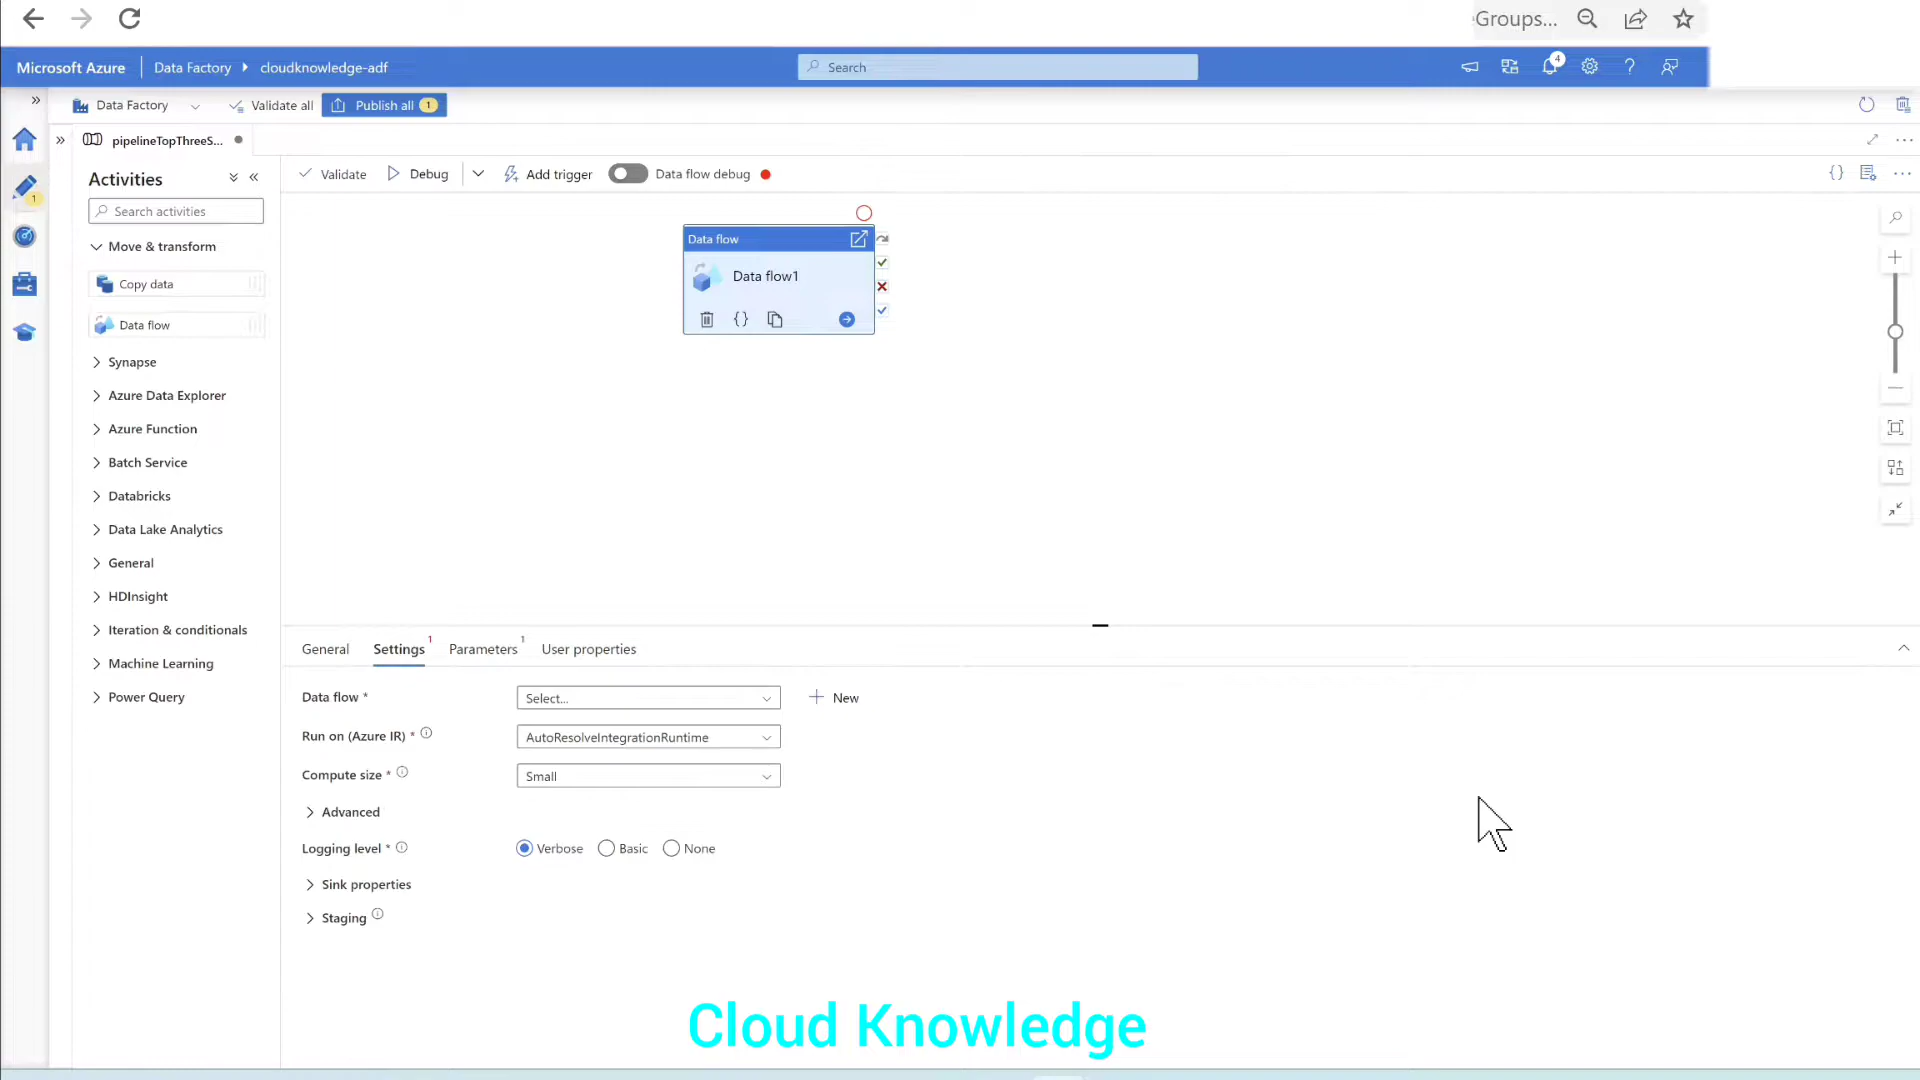 Groups...
Microsoft Azure Data Factory cloudknowledge-adf Search 4
Data Factory Validate all Publish all 1
pipelineTopThreeS...
Activities Validate Debug Add trigger Data flow debug
1
Search activities
Move & transform
Data flow
Copy data
Data flow1
Data flow
Synapse
Azure Data Explorer
Azure Function
Batch Service
Databricks
Data Lake Analytics
General
HDInsight
Iteration & conditionals
Machine Learning
Power Query
General Settings 1 Parameters 1 User properties
Data flow * Select... New
Run on (Azure IR) * AutoResolveIntegrationRuntime
Compute size * Small
Advanced
Logging level * Verbose Basic None
Sink properties
Staging
Cloud Knowledge